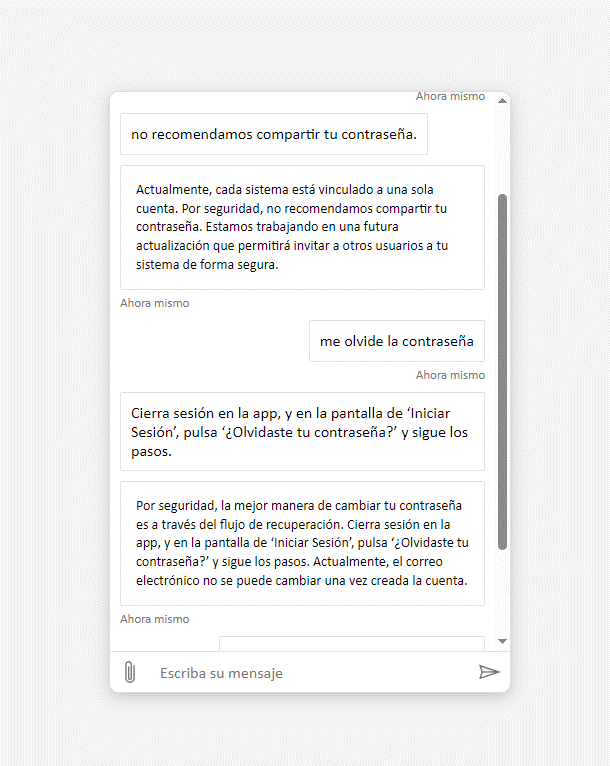 Ahora mismo
no recomendamos compartir tu contraseña.
Actualmente, cada sistema está vinculado a una sola
cuenta. Por seguridad, no recomendamos compartir tu
contraseña. Estamos trabajando en una futura
actualización que permitirá invitar a otros usuarios a tu
sistema de forma segura.
Ahora mismo
me olvide la contraseña
Ahora mismo
Cierra sesión en la app, y en la pantalla de ‘Iniciar
Sesión’, pulsa ‘¿Olvidaste tu contraseña?’ y sigue los
pasos.
Por seguridad, la mejor manera de cambiar tu contraseña
es a través del flujo de recuperación. Cierra sesión en la
app, y en la pantalla de ‘Iniciar Sesión’, pulsa ‘¿Olvidaste tu
contraseña?’ y sigue los pasos. Actualmente, el correo
electrónico no se puede cambiar una vez creada la cuenta.
Ahora mismo
Escriba su mensaje